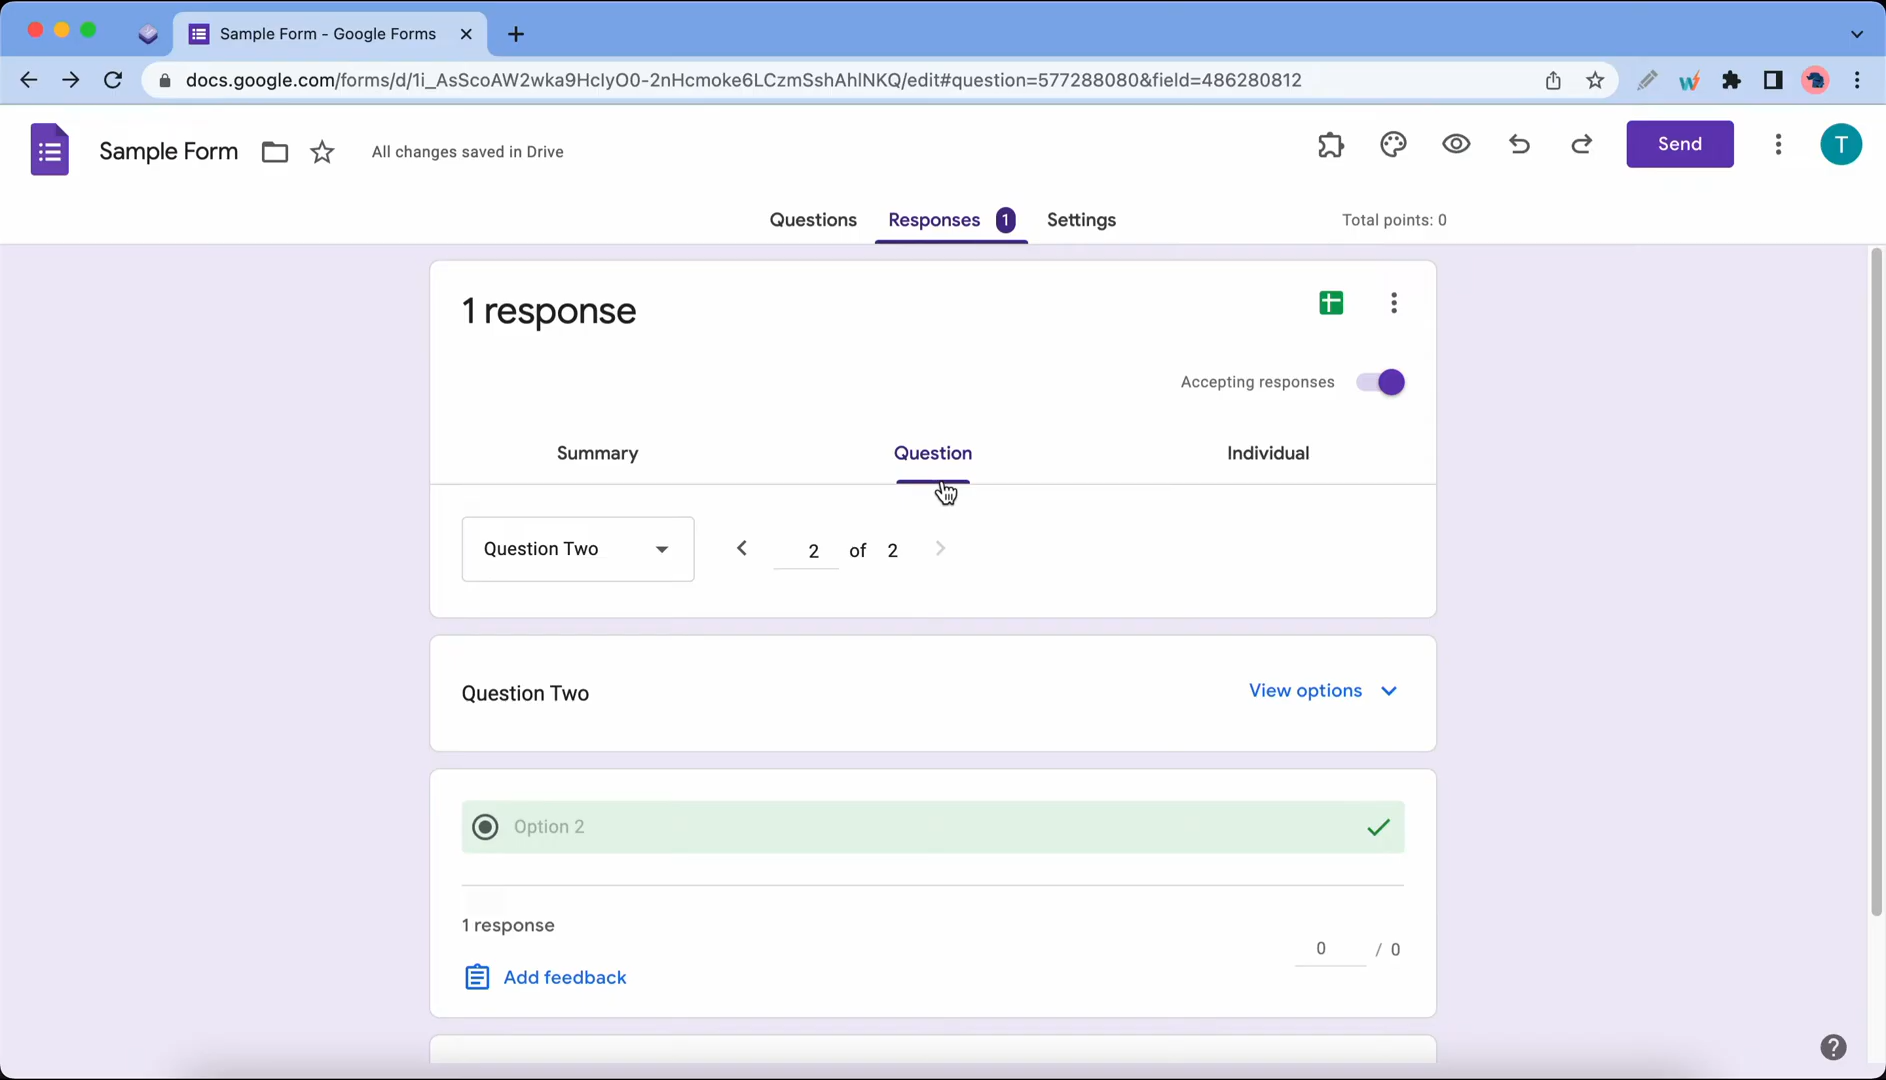 Sample Form - Google Forms
docs.google.com/forms/d/1i_AsScoAW2wka9HcIyO0-2nHcmoke6LCzmSshAhlNKQ/edit#question=577288080&field=486280812
Sample Form
All changes saved in Drive
Send
T
Questions
Responses 1
Settings
Total points: 0
1 response
Accepting responses
Summary
Question
Individual
Question Two
2 of 2
Question Two
View options
Option 2
1 response
0 / 0
Add feedback
?